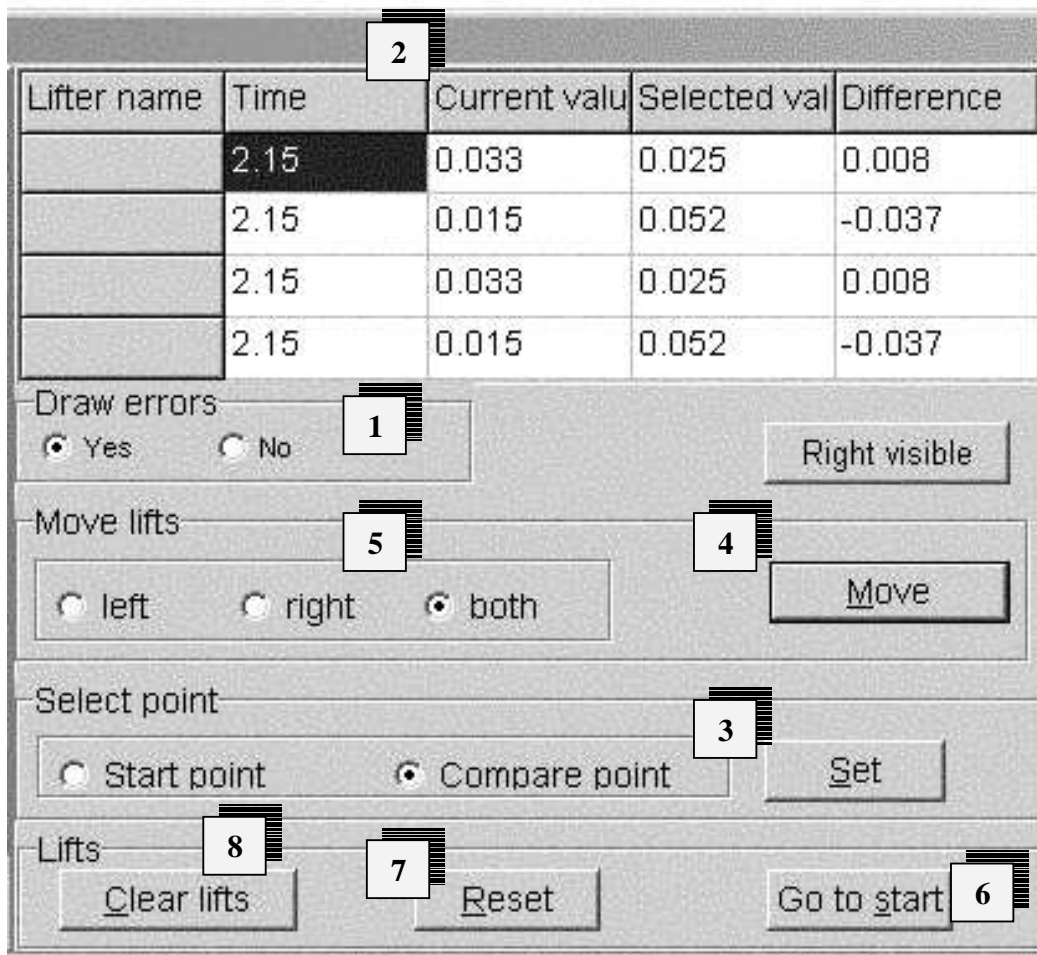 2
Lifter name Time Current valu Selected val Difference
2.15 0.033 0.025 0.008
2.15 0.015 0.052 -0.037
2.15 0.033 0.025 0.008
2.15 0.015 0.052 -0.037
Draw errors
1
Yes No
Right visible
Move lifts
5 4
left right both Move
Select point
3
Start point Compare point Set
Lifts 8 7 6
Clear lifts Reset Go to start